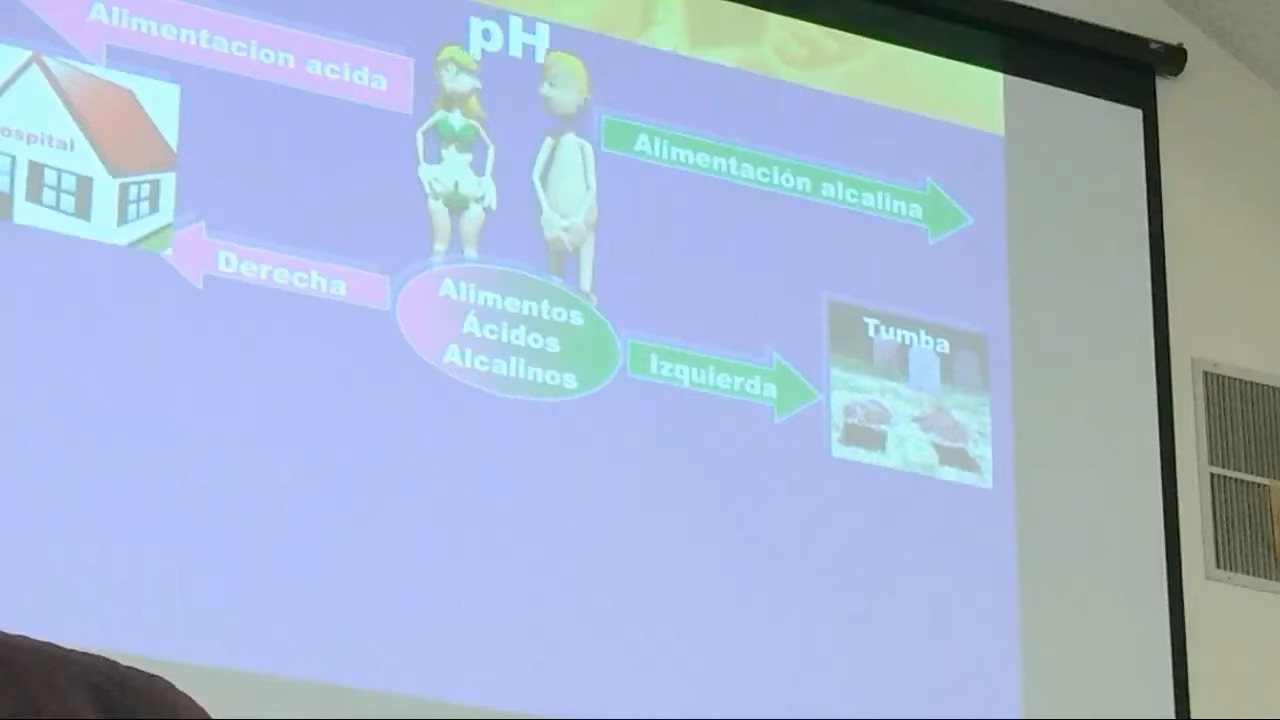 pH
Alimentacion acida
Alimentación alcalina
ospital
Derecha
Alimentos
Ácidos
Alcalinos
Izquierda
Tumba